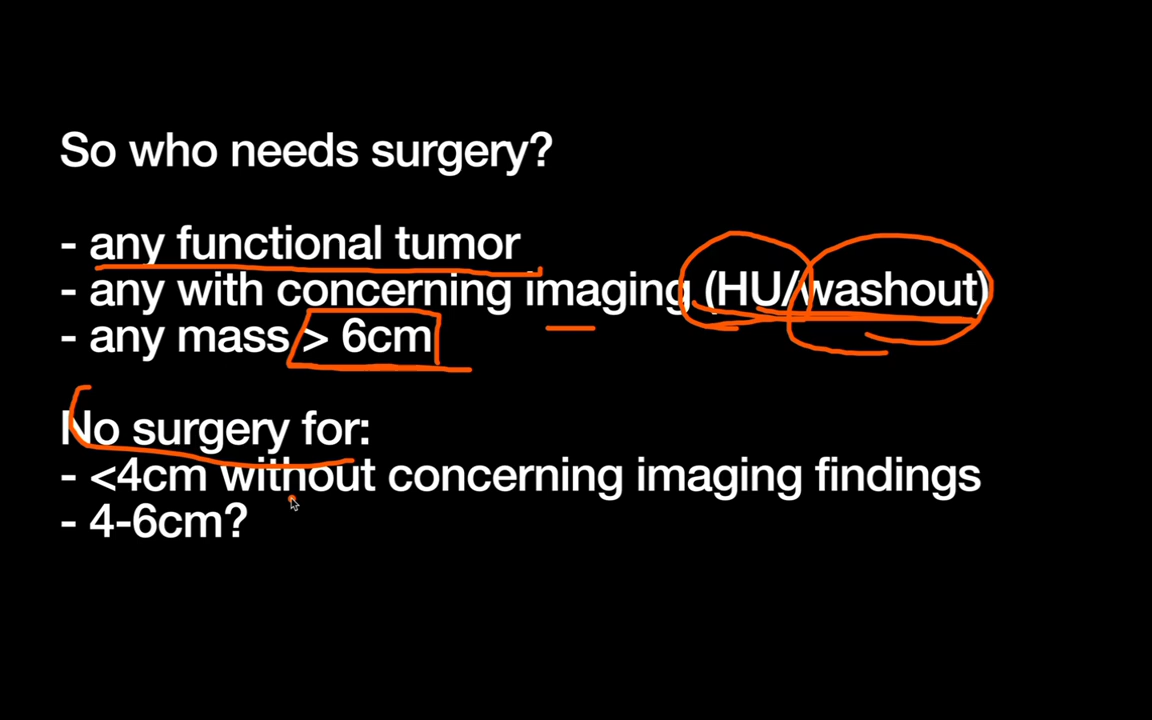 So who needs surgery?
- any functional tumor
- any with concerning imaging (HU/washout)
- any mass > 6cm
No surgery for:
- <4cm without concerning imaging findings
- 4-6cm?